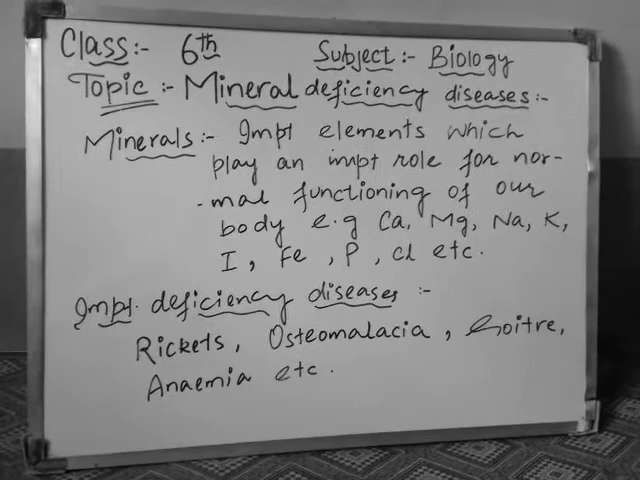 Class:- 6th Subject:- Biology
Topic:- Mineral deficiency diseases:-
Minerals:- Impt elements which
play an impt role for nor-
-mal functioning of our
body e.g Ca, Mg, Na, K,
I, Fe, P, Cl etc.
Impt. deficiency diseases:-
Rickets, Osteomalacia, Goitre,
Anaemia etc.